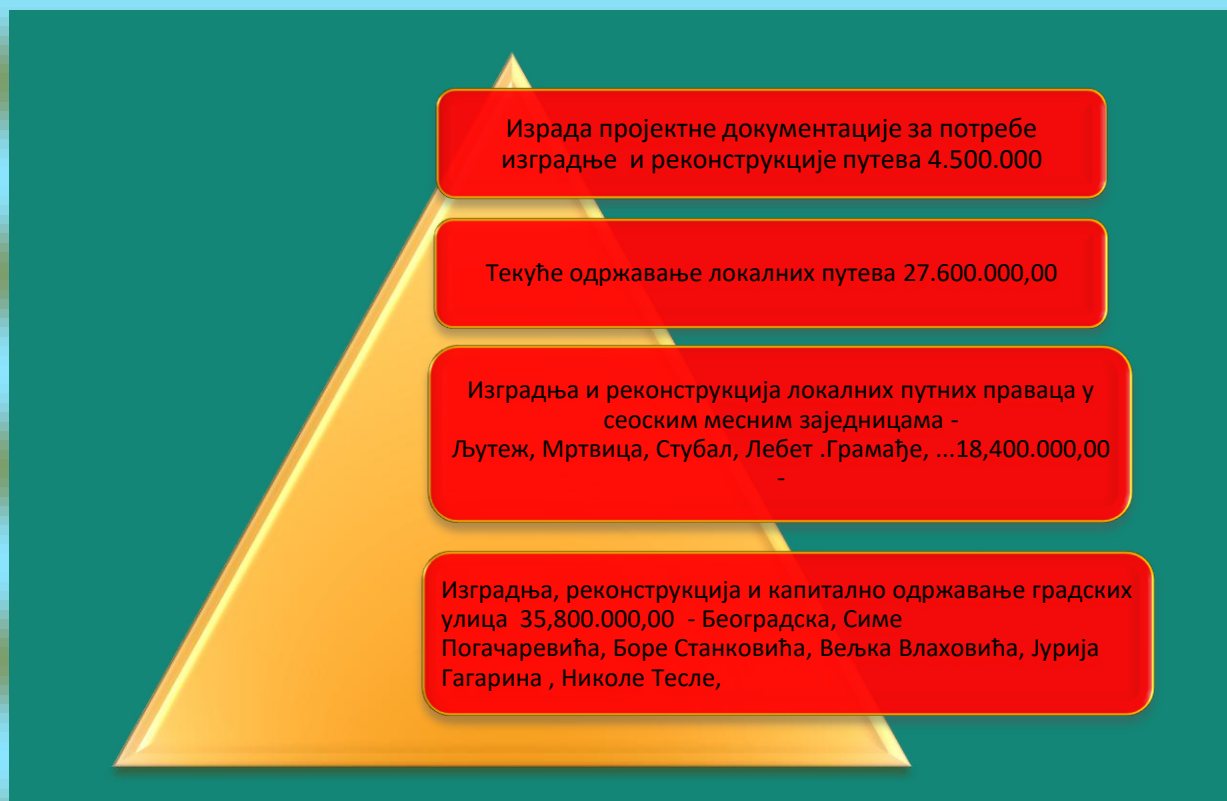 Израда пројектне документације за потребе
изградње и реконструкције путева 4.500.000
Текуће одржавање локалних путева 27.600.000,00
Изградња и реконструкција локалних путних праваца у
сеоским месним заједницама -
Љутеж, Мртвица, Стубал, Лебет .Грамађе, ...18,400.000,00
-
Изградња, реконструкција и капитално одржавање градских
улица 35,800.000,00 - Београдска, Симе
Погачаревића, Боре Станковића, Вељка Влаховића, Јурија
Гагарина , Николе Тесле,